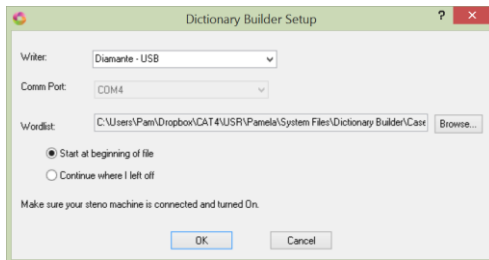 Dictionary Builder Setup ? ×
Writer: Diamante - USB
Comm Port: COM4
Wordlist: C:\Users\Pam\Dropbox\CAT4\USR\Pamela\System Files\Dictionary Builder\Case Browse...
Start at beginning of file
Continue where I left off
Make sure your steno machine is connected and turned On.
OK Cancel